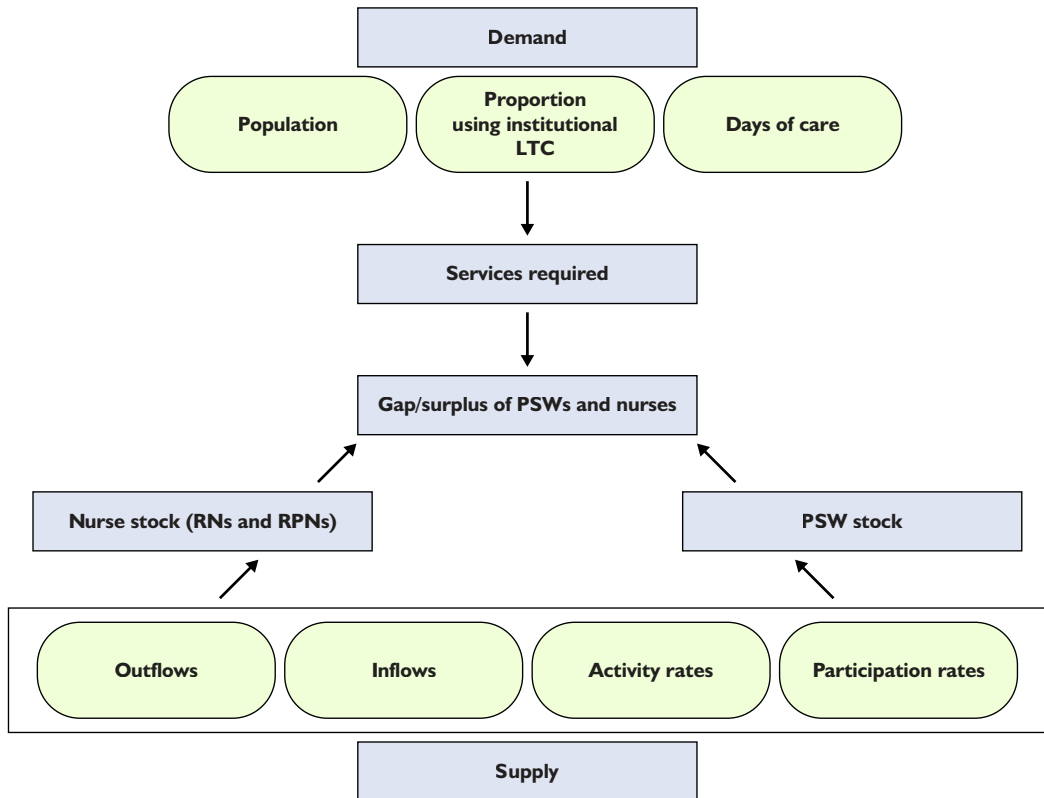 Demand
Population
Proportion
using institutional
LTC
Days of care
Services required
Gap/surplus of PSWs and nurses
Nurse stock (RNs and RPNs)
PSW stock
Outflows
Inflows
Activity rates
Participation rates
Supply